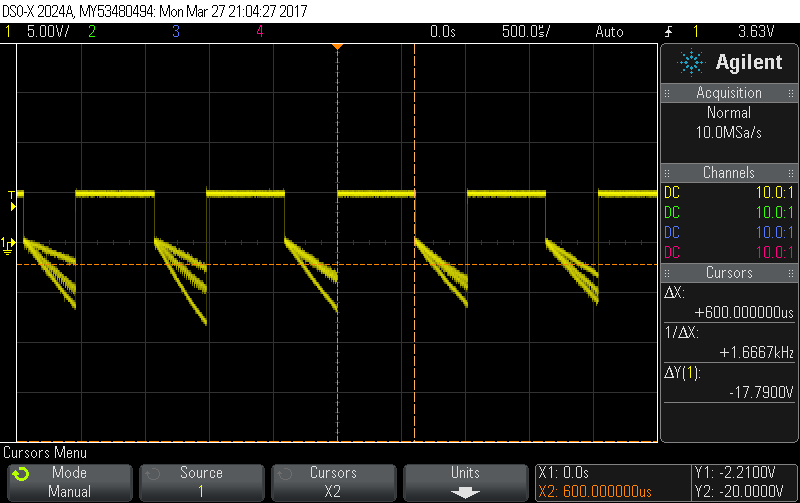 DSO-X 2024A, MY53480494: Mon Mar 27 21:04:27 2017
1 5.00V/ 2 3 4 0.0s 500.0us/ Auto 1 3.63V
Agilent
Acquisition
Normal
10.0MSa/s
Channels
DC 10.0:1
DC 10.0:1
DC 10.0:1
DC 10.0:1
Cursors
ΔX:
+600.000000us
1/ΔX:
+1.6667kHz
ΔY(1):
-17.7900V
T
1
Cursors Menu
Mode
Manual
Source
1
Cursors
X2
Units
X1: 0.0s
X2: 600.000000us
Y1: -2.2100V
Y2: -20.0000V